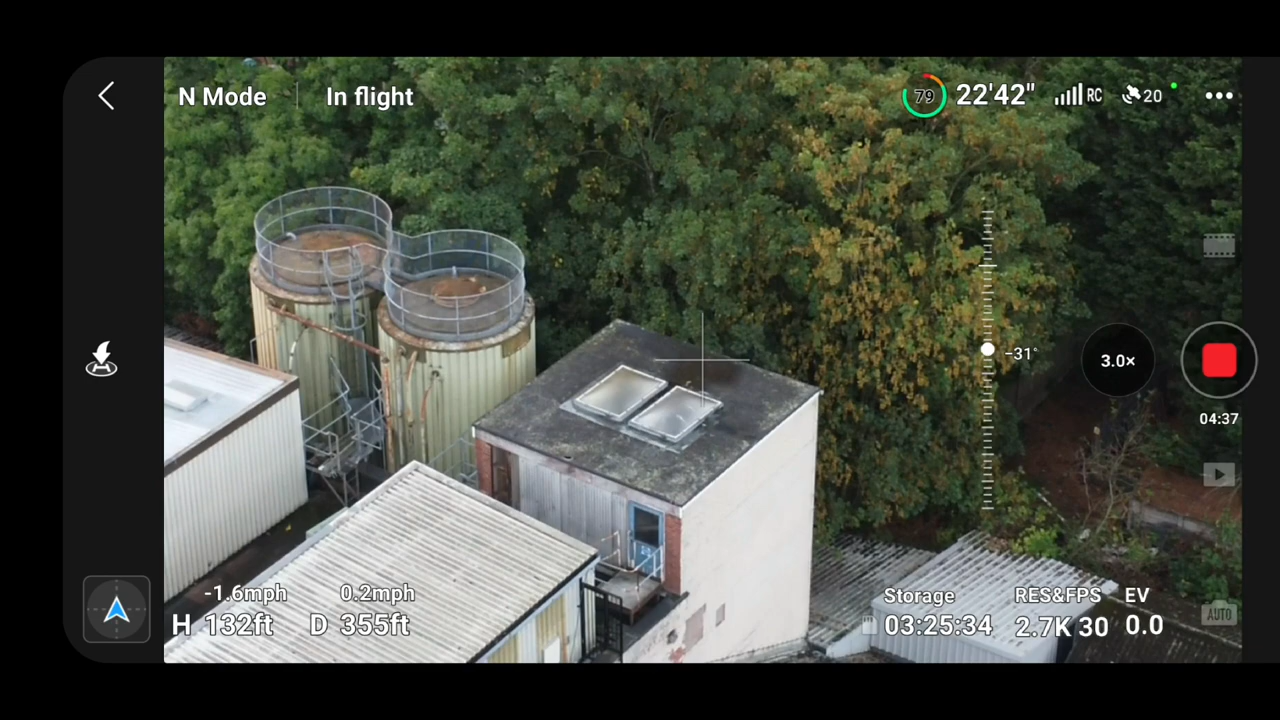 N Mode In flight 79 22'42" RC 20
-31°
3.0×
04:37
-1.6mph 0.2mph Storage RES&FPS EV
AUTO
H 132ft D 355ft 03:25:34 2.7K 30 0.0